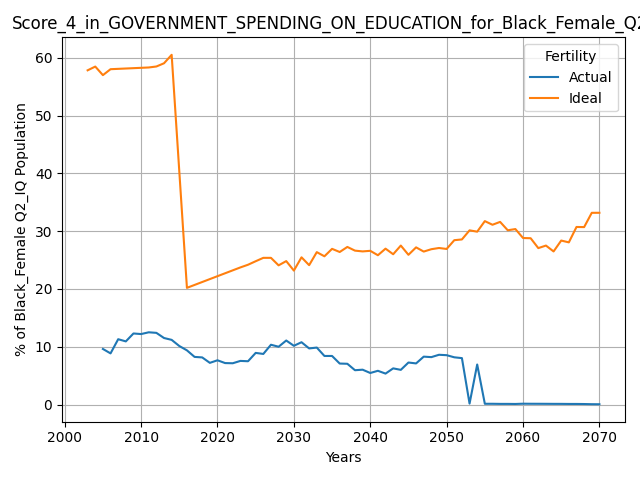 Score_4_in_GOVERNMENT_SPENDING_ON_EDUCATION_for_Black_Female_Q2
Fertility
Actual
Ideal
% of Black_Female Q2_IQ Population
60
50
40
30
20
10
0
2000 2010 2020 2030 2040 2050 2060 2070
Years